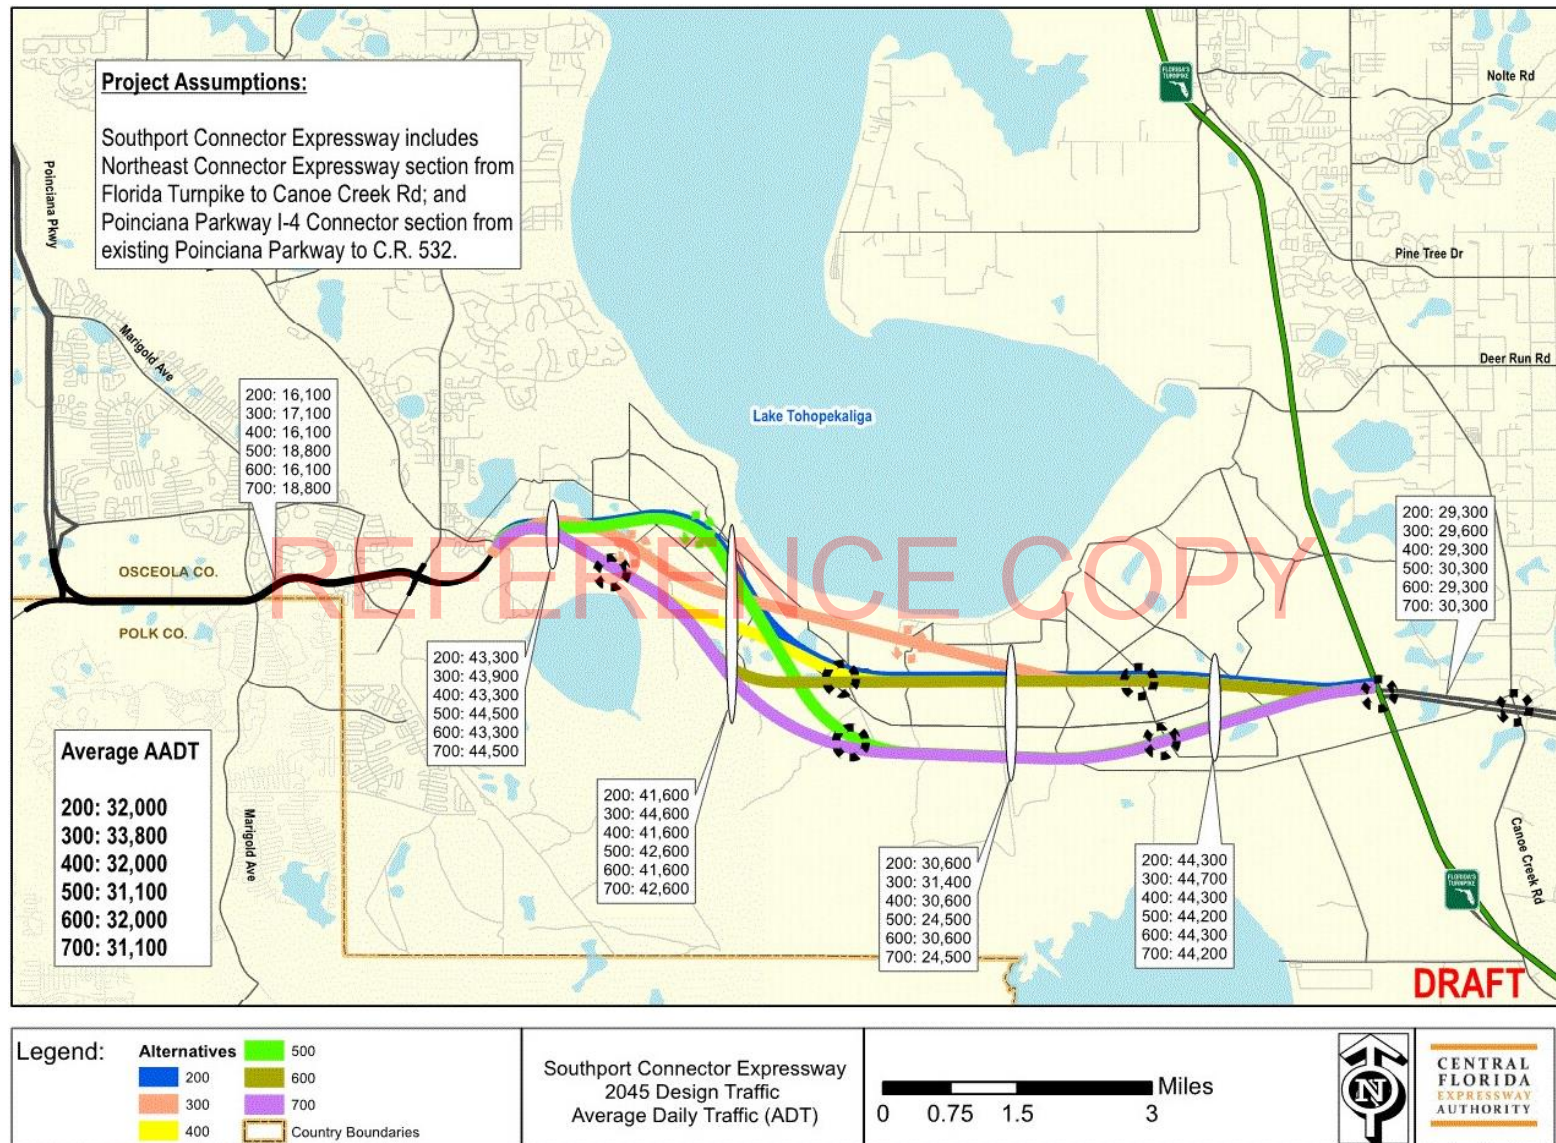 Project Assumptions:
Southport Connector Expressway includes
Northeast Connector Expressway section from
Florida Turnpike to Canoe Creek Rd; and
Poinciana Parkway I-4 Connector section from
existing Poinciana Parkway to C.R. 532.
FLORIDA'S
TURNPIKE
Nolte Rd
Poinciana Pkwy
Pine Tree Dr
Marigold Ave
Deer Run Rd
200: 16,100
300: 17,100
400: 16,100
500: 18,800
600: 16,100
700: 18,800
Lake Tohopekaliga
200: 29,300
300: 29,600
400: 29,300
500: 30,300
600: 29,300
700: 30,300
REFERENCE COPY
OSCEOLA CO.
POLK CO.
200: 43,300
300: 43,900
400: 43,300
500: 44,500
600: 43,300
700: 44,500
Average AADT
200: 32,000
300: 33,800
400: 32,000
500: 31,100
600: 32,000
700: 31,100
Marigold Ave
200: 41,600
300: 44,600
400: 41,600
500: 42,600
600: 41,600
700: 42,600
200: 30,600
300: 31,400
400: 30,600
500: 24,500
600: 30,600
700: 24,500
200: 44,300
300: 44,700
400: 44,300
500: 44,200
600: 44,300
700: 44,200
Canoe Creek Rd
FLORIDA'S
TURNPIKE
DRAFT
Legend:
Alternatives
200
300
400
500
600
700
Country Boundaries
Southport Connector Expressway
2045 Design Traffic
Average Daily Traffic (ADT)
Miles
0 0.75 1.5 3
N
CENTRAL
FLORIDA
EXPRESSWAY
AUTHORITY